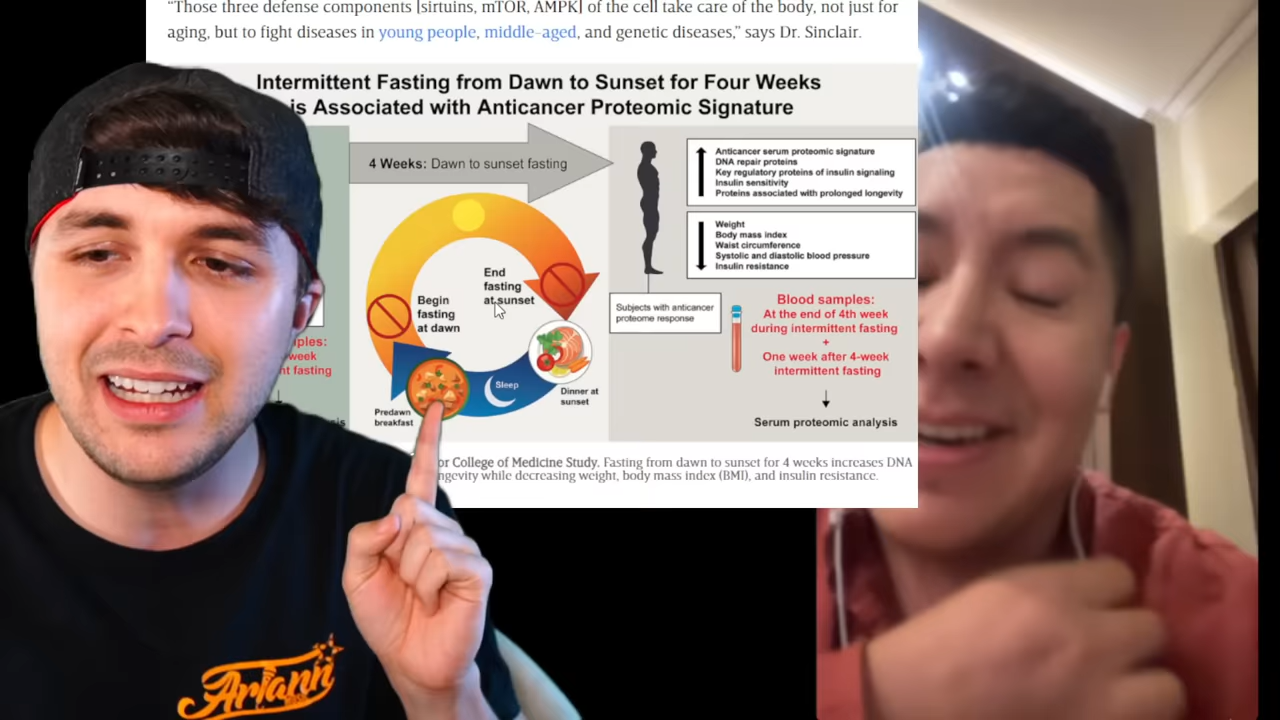 “Those three defense components [sirtuins, mTOR, AMPK] of the cell take care of the body, not just for
aging, but to fight diseases in young people, middle-aged, and genetic diseases,” says Dr. Sinclair.
Intermittent Fasting from Dawn to Sunset for Four Weeks
is Associated with Anticancer Proteomic Signature
4 Weeks: Dawn to sunset fasting
Begin
fasting
at dawn
End
fasting
at sunset
Sleep
Predawn
breakfast
Dinner at
sunset
Anticancer serum proteomic signature
DNA repair proteins
Key regulatory proteins of insulin signaling
Insulin sensitivity
Proteins associated with prolonged longevity
Weight
Body mass index
Waist circumference
Systolic and diastolic blood pressure
Insulin resistance
Subjects with anticancer
proteome response
Blood samples:
At the end of 4th week
during intermittent fasting
+
One week after 4-week
intermittent fasting
Serum proteomic analysis
week
fasting
College of Medicine Study. Fasting from dawn to sunset for 4 weeks increases DNA
while decreasing weight, body mass index (BMI), and insulin resistance.
Artann